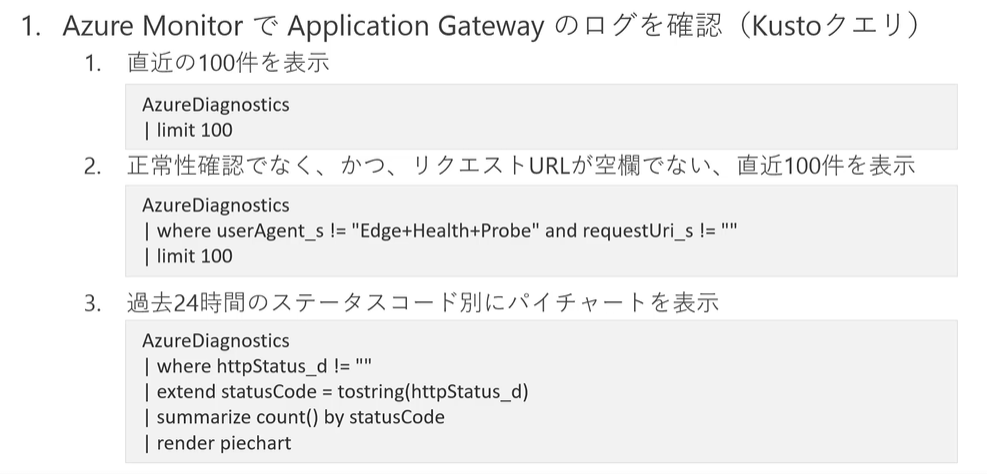 1. Azure Monitor で Application Gateway のログを確認（Kustoクエリ）
1. 直近の100件を表示
AzureDiagnostics
| limit 100
2. 正常性確認でなく、かつ、リクエストURLが空欄でない、直近100件を表示
AzureDiagnostics
| where userAgent_s != "Edge+Health+Probe" and requestUri_s != ""
| limit 100
3. 過去24時間のステータスコード別にパイチャートを表示
AzureDiagnostics
| where httpStatus_d != ""
| extend statusCode = tostring(httpStatus_d)
| summarize count() by statusCode
| render piechart